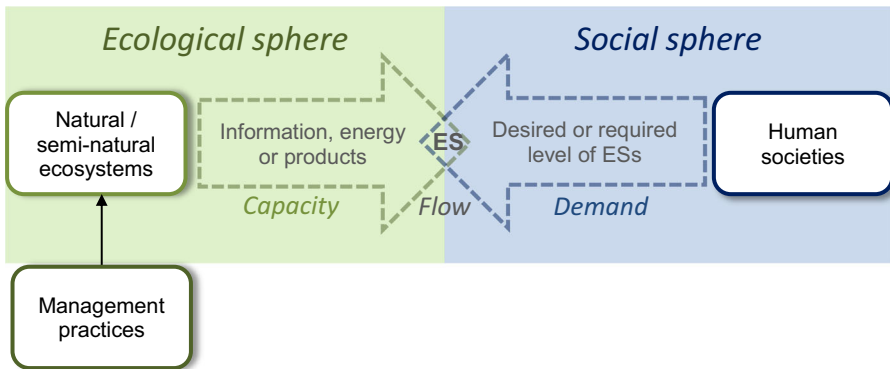 Ecological sphere
Social sphere
Natural /
semi-natural
ecosystems
Information, energy
or products
ES
Desired or required
level of ESs
Human
societies
Capacity
Flow
Demand
Management
practices